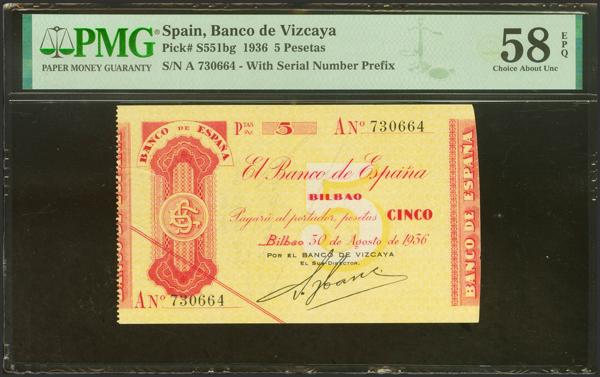 PMG
PAPER MONEY GUARANTY
Spain, Banco de Vizcaya
Pick# S551bg 1936 5 Pesetas
S/N A 730664 - With Serial Number Prefix
58 EPQ
Choice About Unc
BANCO DE ESPAÑA
PTAS 5
A Nº 730664
El Banco de España
BILBAO
5
Pagará al portador, pesetas CINCO
Bilbao 30 de Agosto de 1936
POR EL BANCO DE VIZCAYA
EL SUB-DIRECTOR,
A Nº 730664
BANCO DE ESPAÑA